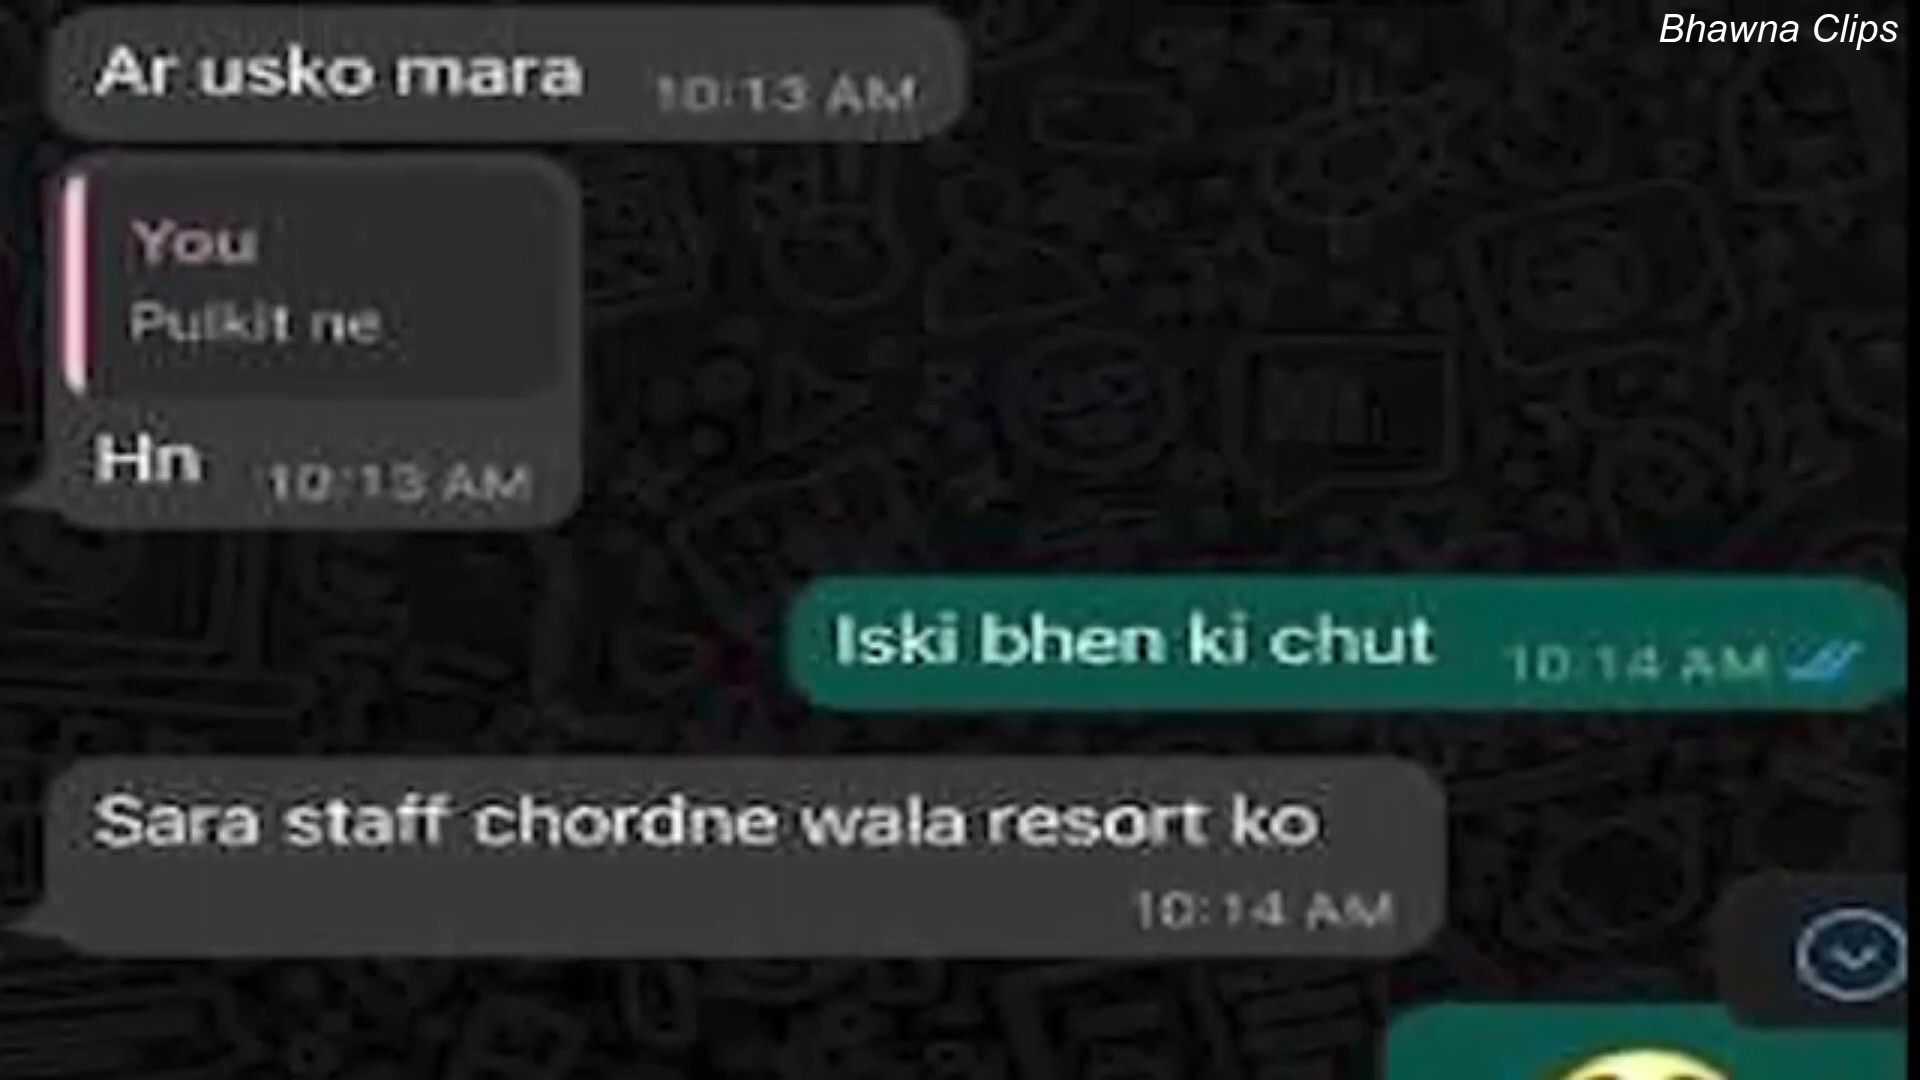 Bhawna Clips
Ar usko mara 10:13 AM
You
Pulkit ne
Hn 10:13 AM
Iski bhen ki chut 10:14 AM
Sara staff chordne wala resort ko
10:14 AM